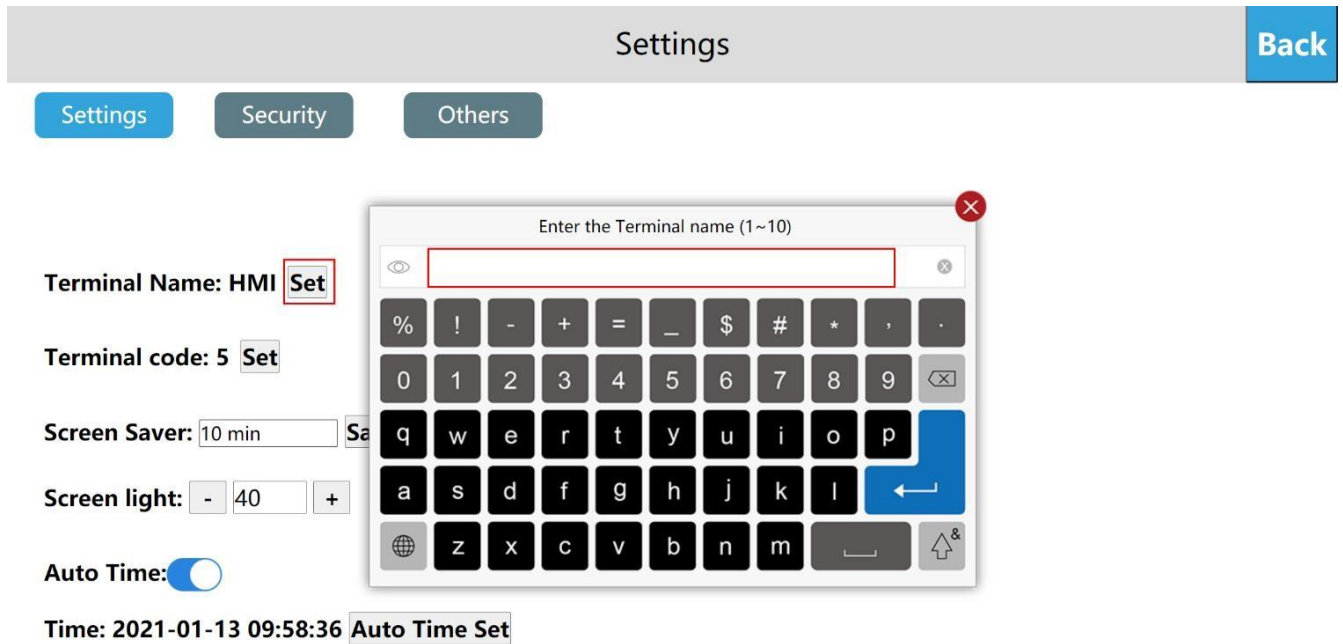 Settings
Back
Settings Security Others
Enter the Terminal name (1~10)
Terminal Name: HMI Set
% ! - + = _ $ # * , .
Terminal code: 5 Set
0 1 2 3 4 5 6 7 8 9
Screen Saver: 10 min Sa
q w e r t y u i o p
Screen light: - 40 +
a s d f g h j k l
z x c v b n m &
Auto Time:
Time: 2021-01-13 09:58:36 Auto Time Set